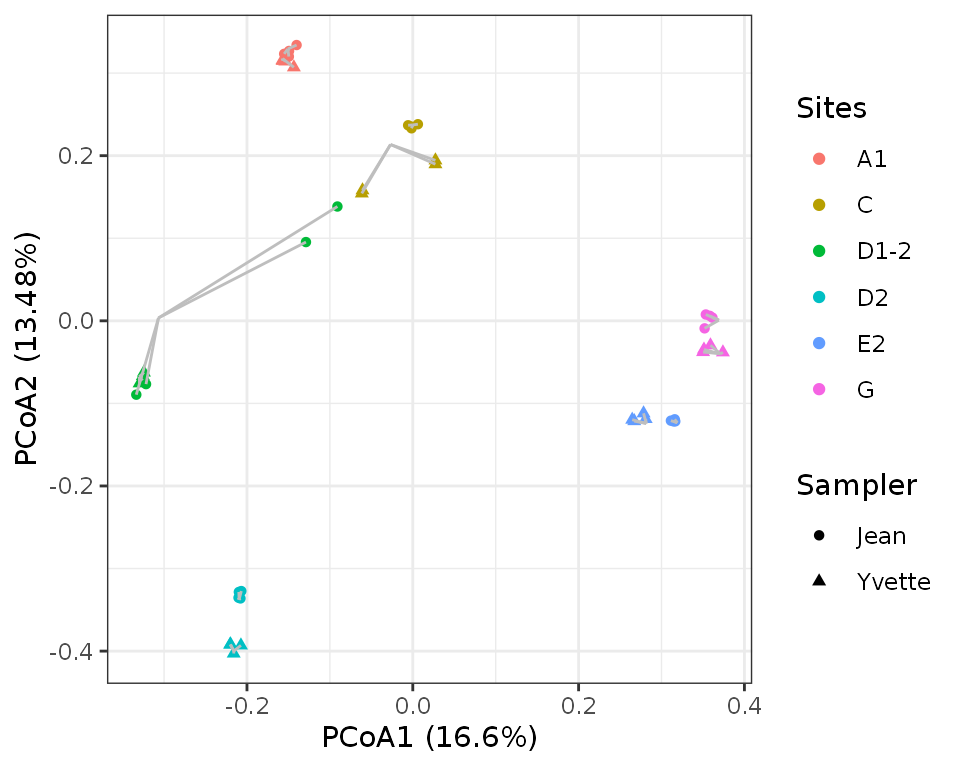 PCoA2 (13.48%)
0.2
0.0
-0.2
-0.4
-0.2
0.0
0.2
0.4
PCoA1 (16.6%)
Sites
A1
C
D1-2
D2
E2
G
Sampler
Jean
Yvette